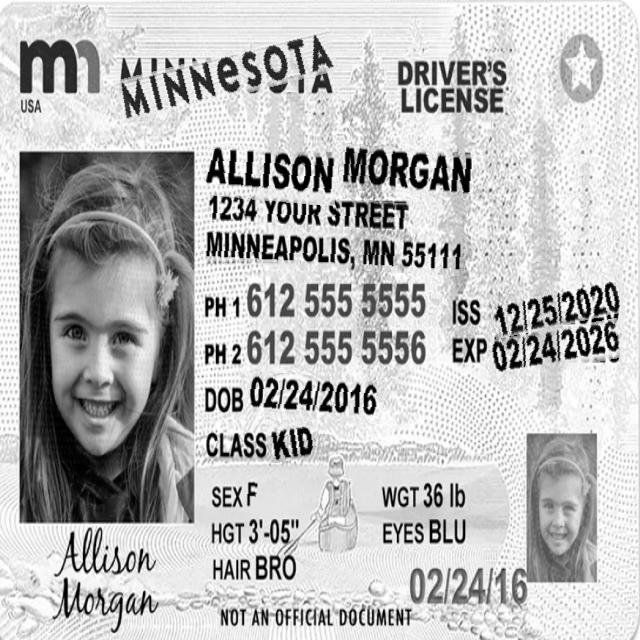 mn MINNESOTA DRIVER'S LICENSE
USA
ALLISON MORGAN
1234 YOUR STREET
MINNEAPOLIS, MN 55111
PH 1 612 555 5555
ISS 12/25/2020
PH 2 612 555 5556
EXP 02/24/2026
DOB 02/24/2016
CLASS KID
SEX F WGT 36 lb
HGT 3'-05" EYES BLU
HAIR BRO
02/24/16
Allison
Morgan
NOT AN OFFICIAL DOCUMENT